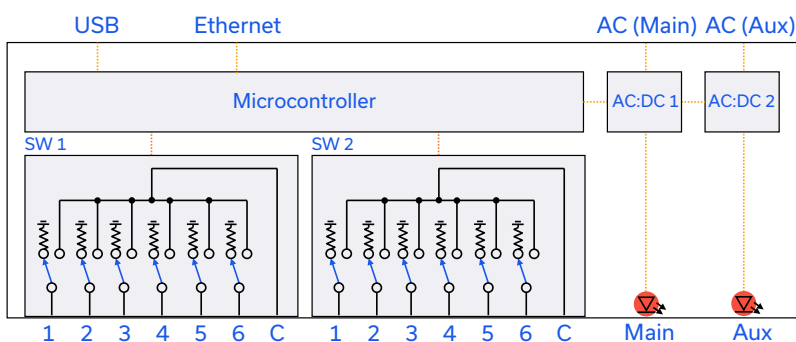 USB Ethernet AC (Main) AC (Aux)
Microcontroller AC:DC 1 AC:DC 2
SW 1 SW 2
1 2 3 4 5 6 C 1 2 3 4 5 6 C Main Aux